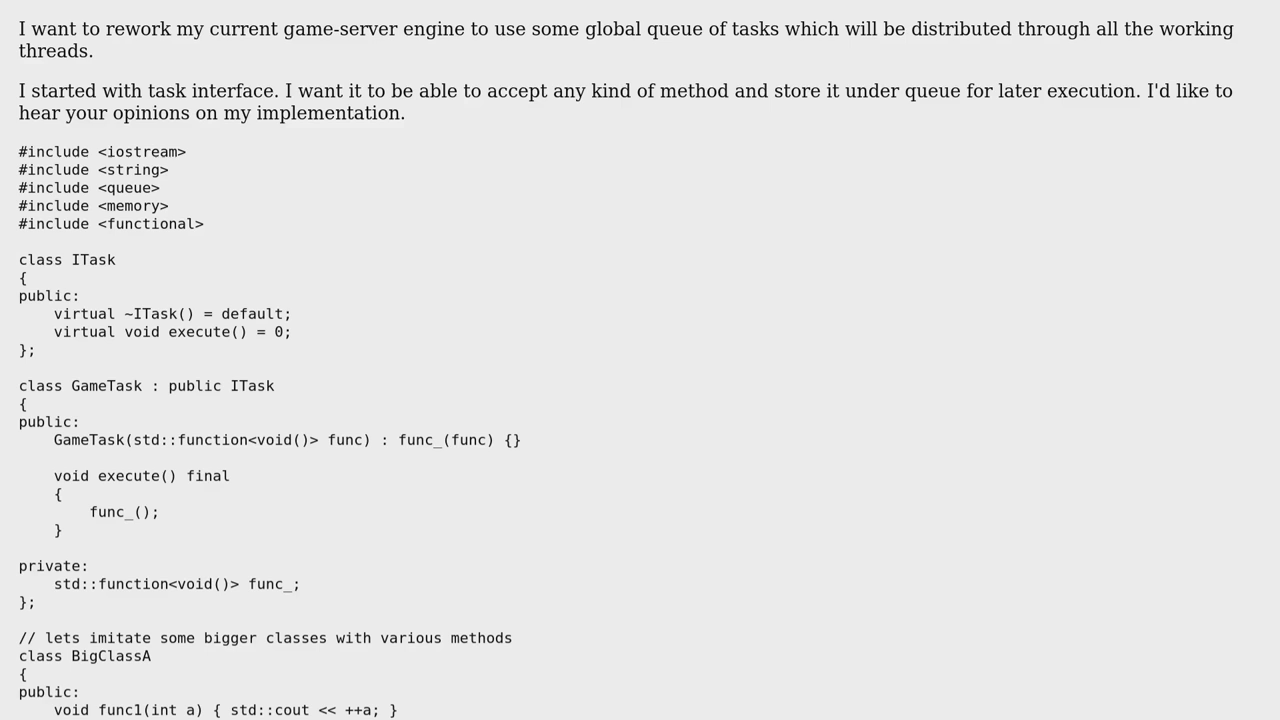 I want to rework my current game-server engine to use some global queue of tasks which will be distributed through all the working
threads.
I started with task interface. I want it to be able to accept any kind of method and store it under queue for later execution. I'd like to
hear your opinions on my implementation.
#include <iostream>
#include <string>
#include <queue>
#include <memory>
#include <functional>
class ITask
{
public:
    virtual ~ITask() = default;
    virtual void execute() = 0;
};
class GameTask : public ITask
{
public:
    GameTask(std::function<void()> func) : func_(func) {}
    void execute() final
    {
        func_();
    }
private:
    std::function<void()> func_;
};
// lets imitate some bigger classes with various methods
class BigClassA
{
public:
    void func1(int a) { std::cout << ++a; }